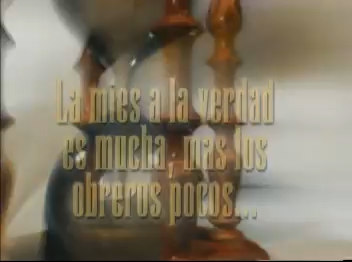 La mies a la verdad
es mucha, mas los
obreros pocos...